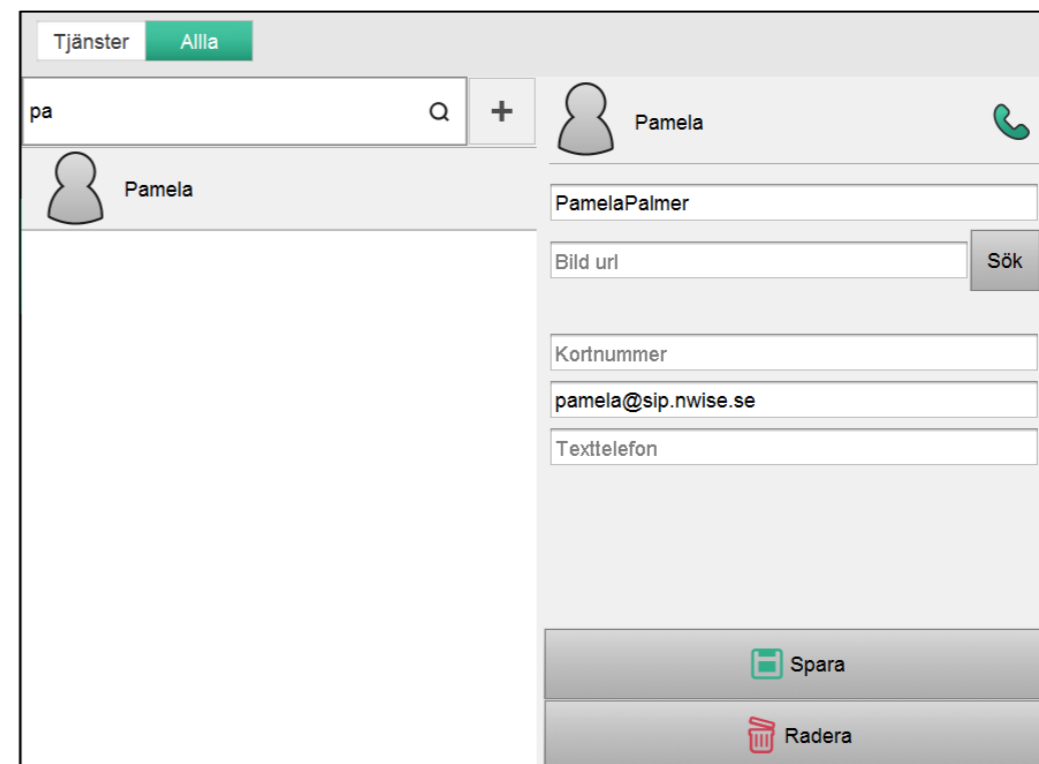 Tjänster Allla
pa
Pamela
Pamela
PamelaPalmer
Bild url Sök
Kortnummer
pamela@sip.nwise.se
Texttelefon
Spara
Radera